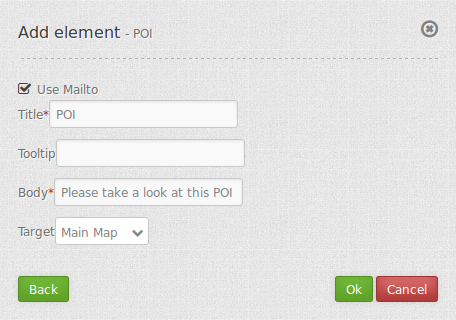 Add element - POI
Use Mailto
Title* POI
Tooltip
Body* Please take a look at this POI
Target Main Map
Back Ok Cancel